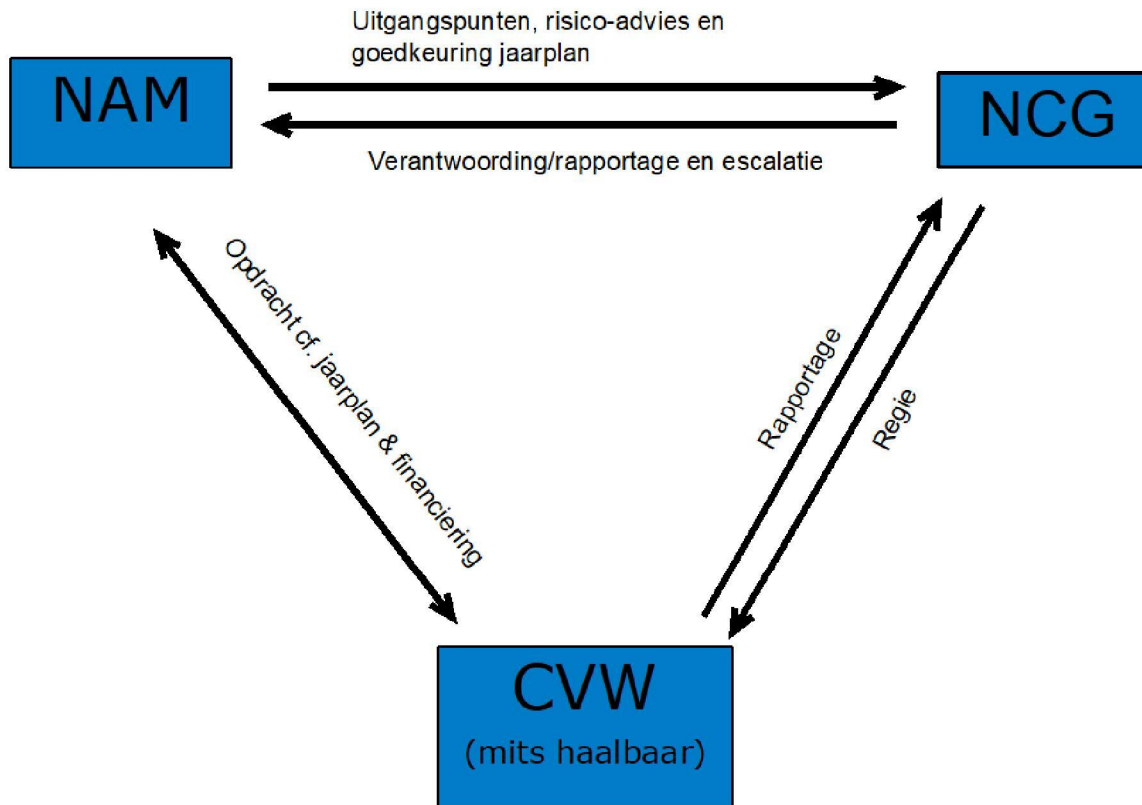 Uitgangspunten, risico-advies en
goedkeuring jaarplan
NAM
NCG
Verantwoording/rapportage en escalatie
Opdracht cf. jaarplan & financiering
Rapportage
Regie
CVW
(mits haalbaar)